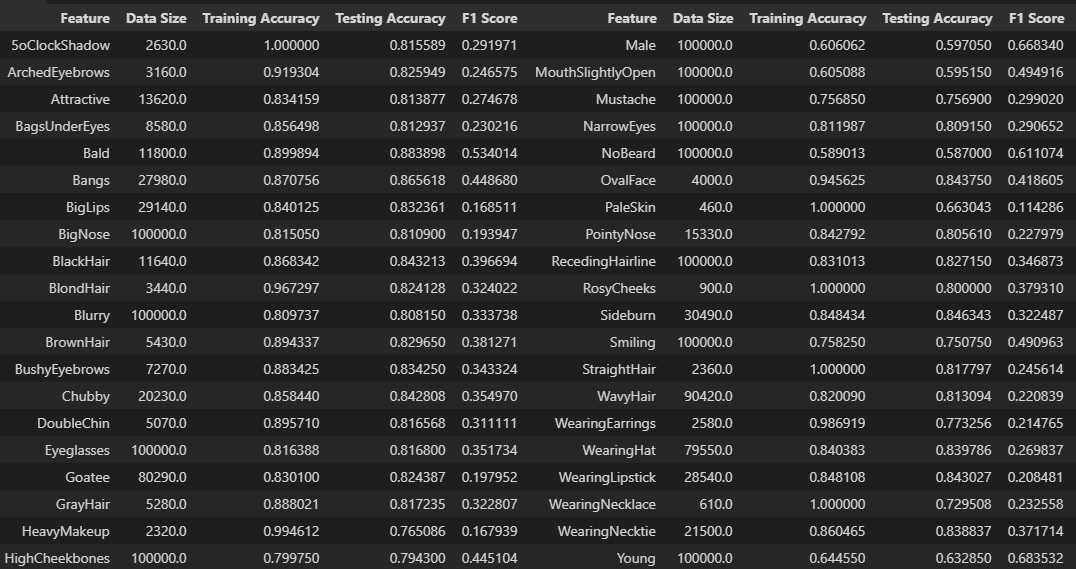 Feature Data Size Training Accuracy Testing Accuracy F1 Score Feature Data Size Training Accuracy Testing Accuracy F1 Score
5oClockShadow 2630.0 1.000000 0.815589 0.291971 Male 100000.0 0.606062 0.597050 0.668340
ArchedEyebrows 3160.0 0.919304 0.825949 0.246575 MouthSlightlyOpen 100000.0 0.605088 0.595150 0.494916
Attractive 13620.0 0.834159 0.813877 0.274678 Mustache 100000.0 0.756850 0.756900 0.299020
BagsUnderEyes 8580.0 0.856498 0.812937 0.230216 NarrowEyes 100000.0 0.811987 0.809150 0.290652
Bald 11800.0 0.899894 0.883898 0.534014 NoBeard 100000.0 0.589013 0.587000 0.611074
Bangs 27980.0 0.870756 0.865618 0.448680 OvalFace 4000.0 0.945625 0.843750 0.418605
BigLips 29140.0 0.840125 0.832361 0.168511 PaleSkin 460.0 1.000000 0.663043 0.114286
BigNose 100000.0 0.815050 0.810900 0.193947 PointyNose 15330.0 0.842792 0.805610 0.227979
BlackHair 11640.0 0.868342 0.843213 0.396694 RecedingHairline 100000.0 0.831013 0.827150 0.346873
BlondHair 3440.0 0.967297 0.824128 0.324022 RosyCheeks 900.0 1.000000 0.800000 0.379310
Blurry 100000.0 0.809737 0.808150 0.333738 Sideburn 30490.0 0.848434 0.846343 0.322487
BrownHair 5430.0 0.894337 0.829650 0.381271 Smiling 100000.0 0.758250 0.750750 0.490963
BushyEyebrows 7270.0 0.883425 0.834250 0.343324 StraightHair 2360.0 1.000000 0.817797 0.245614
Chubby 20230.0 0.858440 0.842808 0.354970 WavyHair 90420.0 0.820090 0.813094 0.220839
DoubleChin 5070.0 0.895710 0.816568 0.311111 WearingEarrings 2580.0 0.986919 0.773256 0.214765
Eyeglasses 100000.0 0.816388 0.816800 0.351734 WearingHat 79550.0 0.840383 0.839786 0.269837
Goatee 80290.0 0.830100 0.824387 0.197952 WearingLipstick 28540.0 0.848108 0.843027 0.208481
GrayHair 5280.0 0.888021 0.817235 0.322807 WearingNecklace 610.0 1.000000 0.729508 0.232558
HeavyMakeup 2320.0 0.994612 0.765086 0.167939 WearingNecktie 21500.0 0.860465 0.838837 0.371714
HighCheekbones 100000.0 0.799750 0.794300 0.445104 Young 100000.0 0.644550 0.632850 0.683532